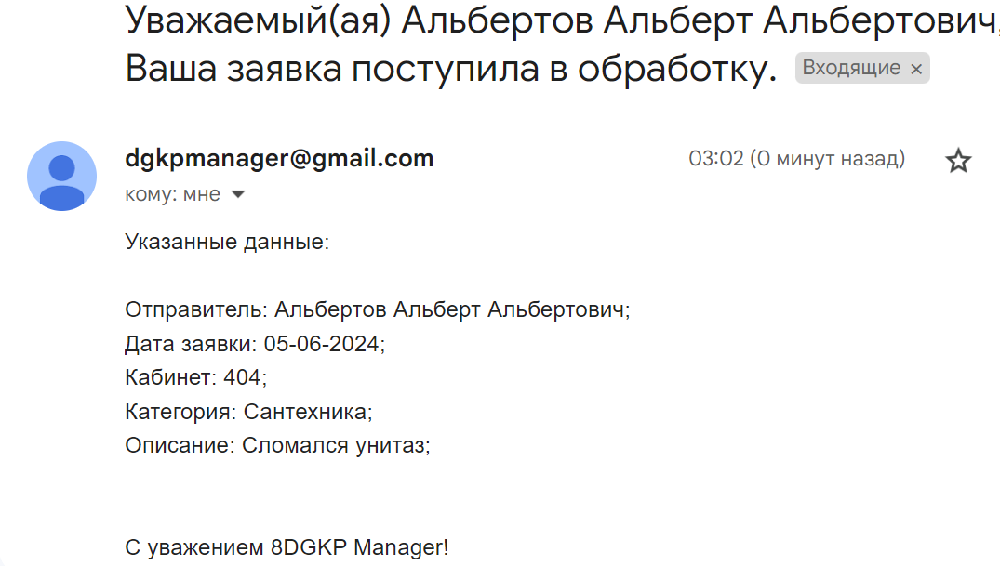 Уважаемый(ая) Альбертов Альберт Альбертович,
Ваша заявка поступила в обработку. Входящие ×
dgkpmanager@gmail.com 03:02 (0 минут назад)
кому: мне
Указанные данные:
Отправитель: Альбертов Альберт Альбертович;
Дата заявки: 05-06-2024;
Кабинет: 404;
Категория: Сантехника;
Описание: Сломался унитаз;
С уважением 8DGKP Manager!